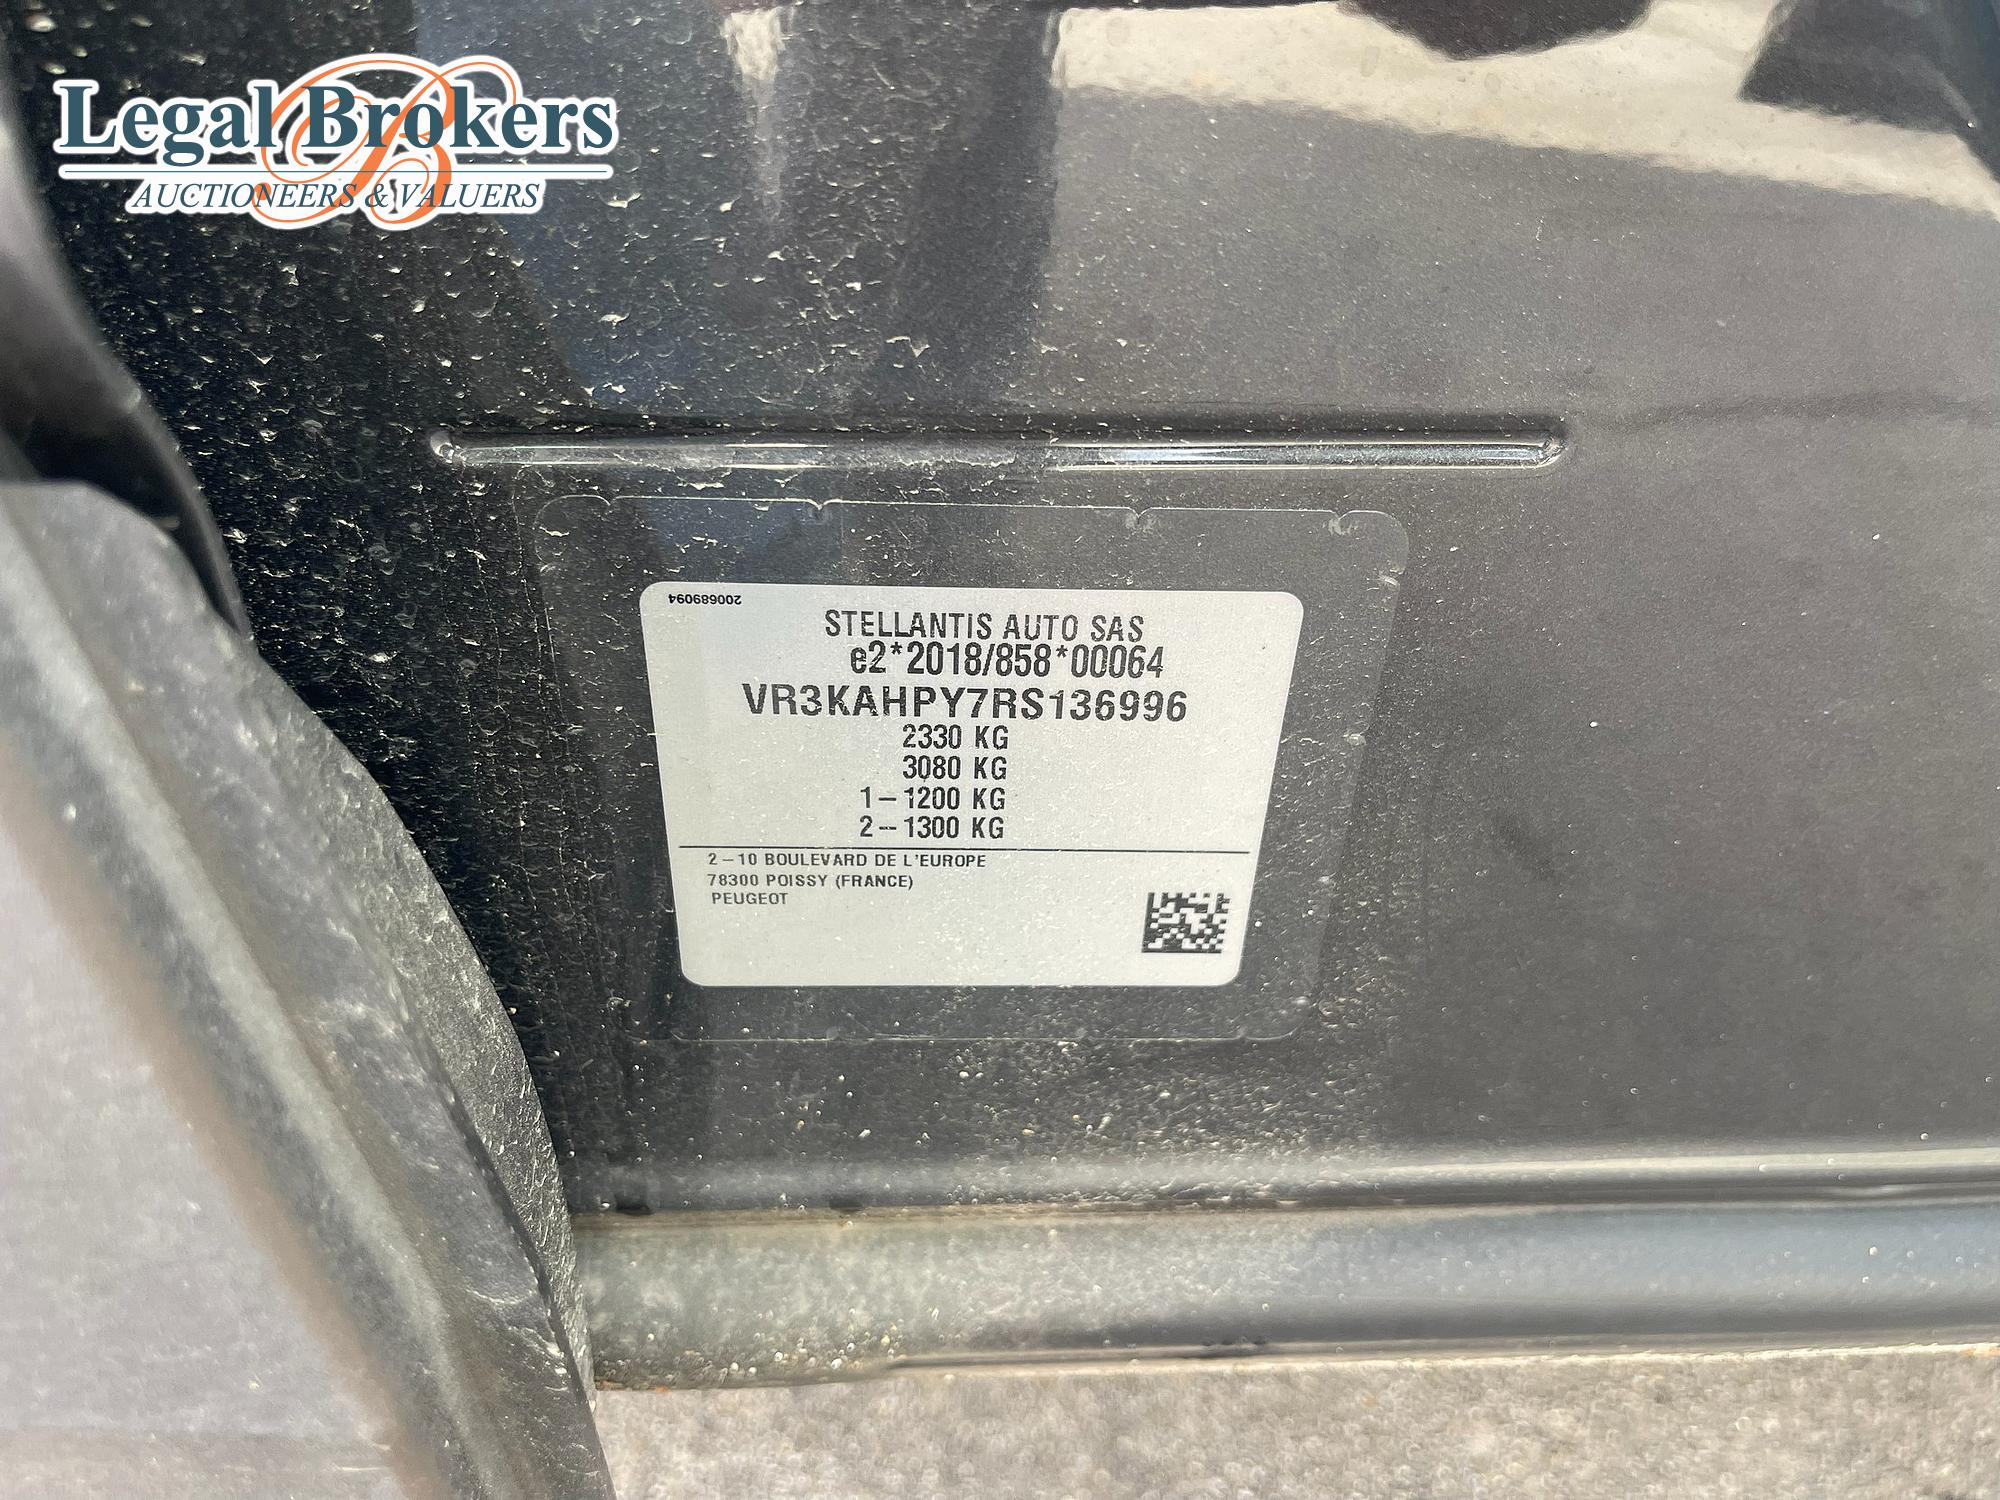 Legal Brokers
AUCTIONEERS & VALUERS
200689094
STELLANTIS AUTO SAS
e2*2018/858*00064
VR3KAHPY7RS136996
2330 KG
3080 KG
1-1200 KG
2-1300 KG
2-10 BOULEVARD DE L'EUROPE
78300 POISSY (FRANCE)
PEUGEOT